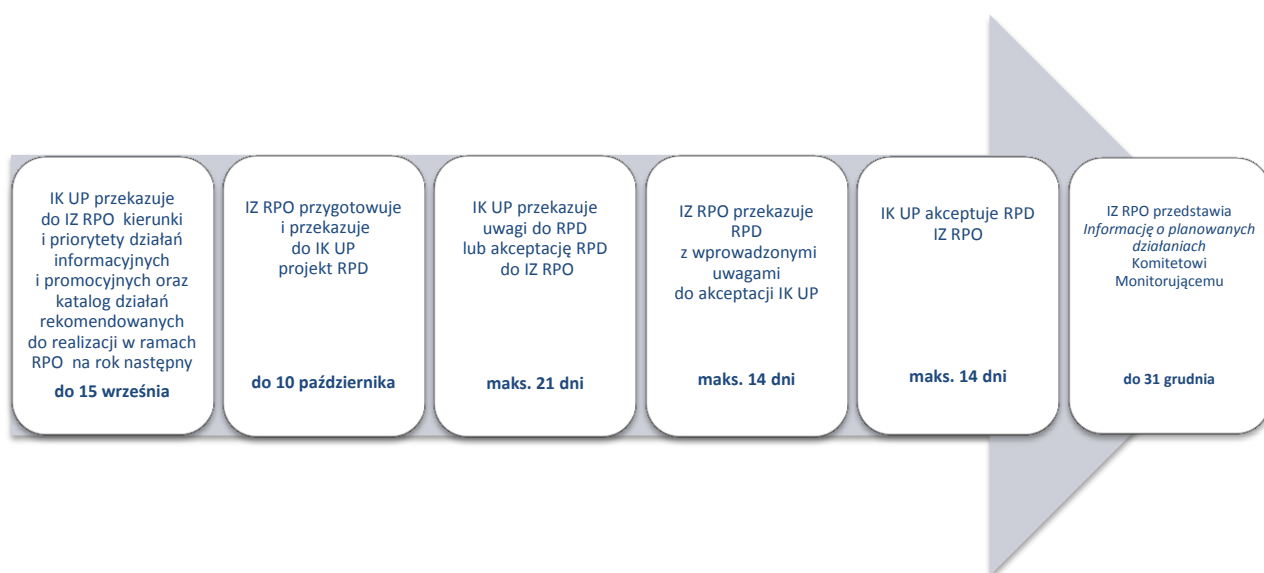 IK UP przekazuje
do IZ RPO kierunki
i priorytety działań
informacyjnych
i promocyjnych oraz
katalog działań
rekomendowanych
do realizacji w ramach
RPO na rok następny
do 15 września
IZ RPO przygotowuje
i przekazuje
do IK UP
projekt RPD
do 10 października
IK UP przekazuje
uwagi do RPD
lub akceptację RPD
do IZ RPO
maks. 21 dni
IZ RPO przekazuje
RPD
z wprowadzonymi
uwagami
do akceptacji IK UP
maks. 14 dni
IK UP akceptuje RPD
IZ RPO
maks. 14 dni
IZ RPO przedstawia
Informację o planowanych
działaniach
Komitetowi
Monitorującemu
do 31 grudnia